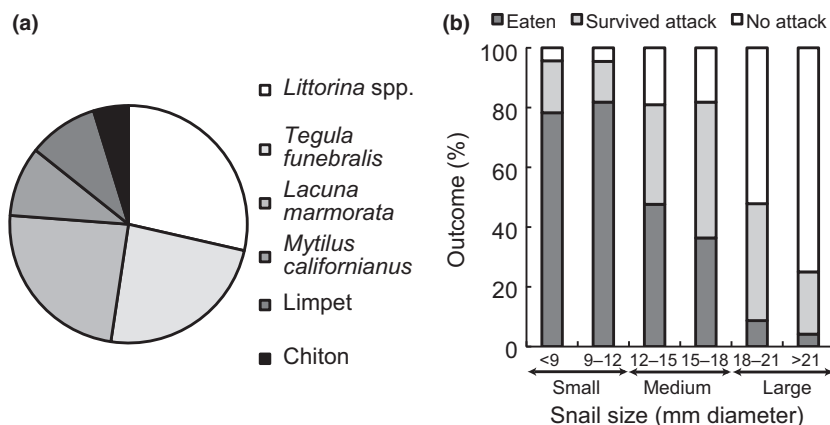 (a)
Littorina spp.
Tegula
funebralis
Lacuna
marmorata
Mytilus
californianus
Limpet
Chiton
(b)
Eaten Survived attack No attack
100
80
60
40
20
0
Outcome (%)
<9 9–12 12–15 15–18 18–21 >21
Small Medium Large
Snail size (mm diameter)